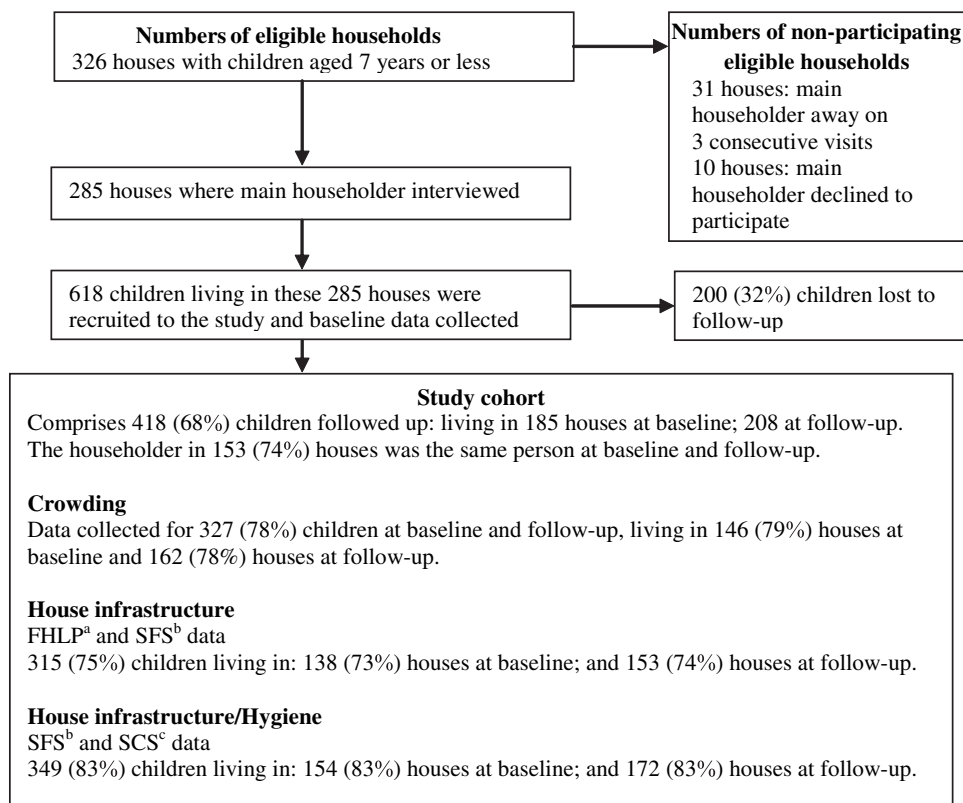 Numbers of eligible households
326 houses with children aged 7 years or less
Numbers of non-participating
eligible households
31 houses: main
householder away on
3 consecutive visits
10 houses: main
householder declined to
participate
285 houses where main householder interviewed
618 children living in these 285 houses were
recruited to the study and baseline data collected
200 (32%) children lost to
follow-up
Study cohort
Comprises 418 (68%) children followed up: living in 185 houses at baseline; 208 at follow-up.
The householder in 153 (74%) houses was the same person at baseline and follow-up.
Crowding
Data collected for 327 (78%) children at baseline and follow-up, living in 146 (79%) houses at
baseline and 162 (78%) houses at follow-up.
House infrastructure
FHLPᵃ and SFSᵇ data
315 (75%) children living in: 138 (73%) houses at baseline; and 153 (74%) houses at follow-up.
House infrastructure/Hygiene
SFSᵇ and SCSᶜ data
349 (83%) children living in: 154 (83%) houses at baseline; and 172 (83%) houses at follow-up.